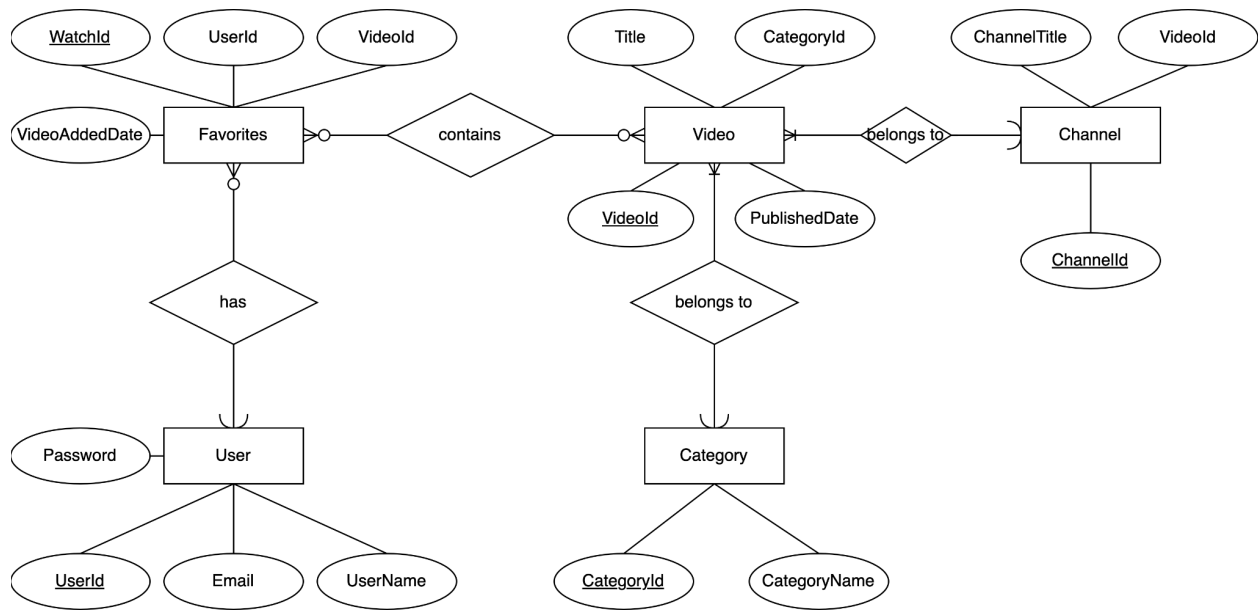 WatchId
UserId
VideoId
Title
CategoryId
ChannelTitle
VideoId
VideoAddedDate
Favorites
contains
Video
belongs to
Channel
VideoId
PublishedDate
ChannelId
has
belongs to
Password
User
Category
UserId
Email
UserName
CategoryId
CategoryName